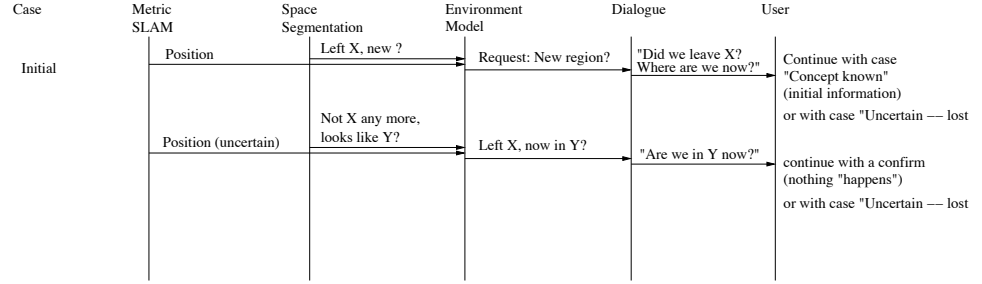 Case
Metric
SLAM
Space
Segmentation
Environment
Model
Dialogue
User
Initial
Position
Left X, new ?
Request: New region?
"Did we leave X?
Where are we now?"
Continue with case
"Concept known"
(initial information)
or with case "Uncertain −− lost
Position (uncertain)
Not X any more,
looks like Y?
Left X, now in Y?
"Are we in Y now?"
continue with a confirm
(nothing "happens")
or with case "Uncertain −− lost